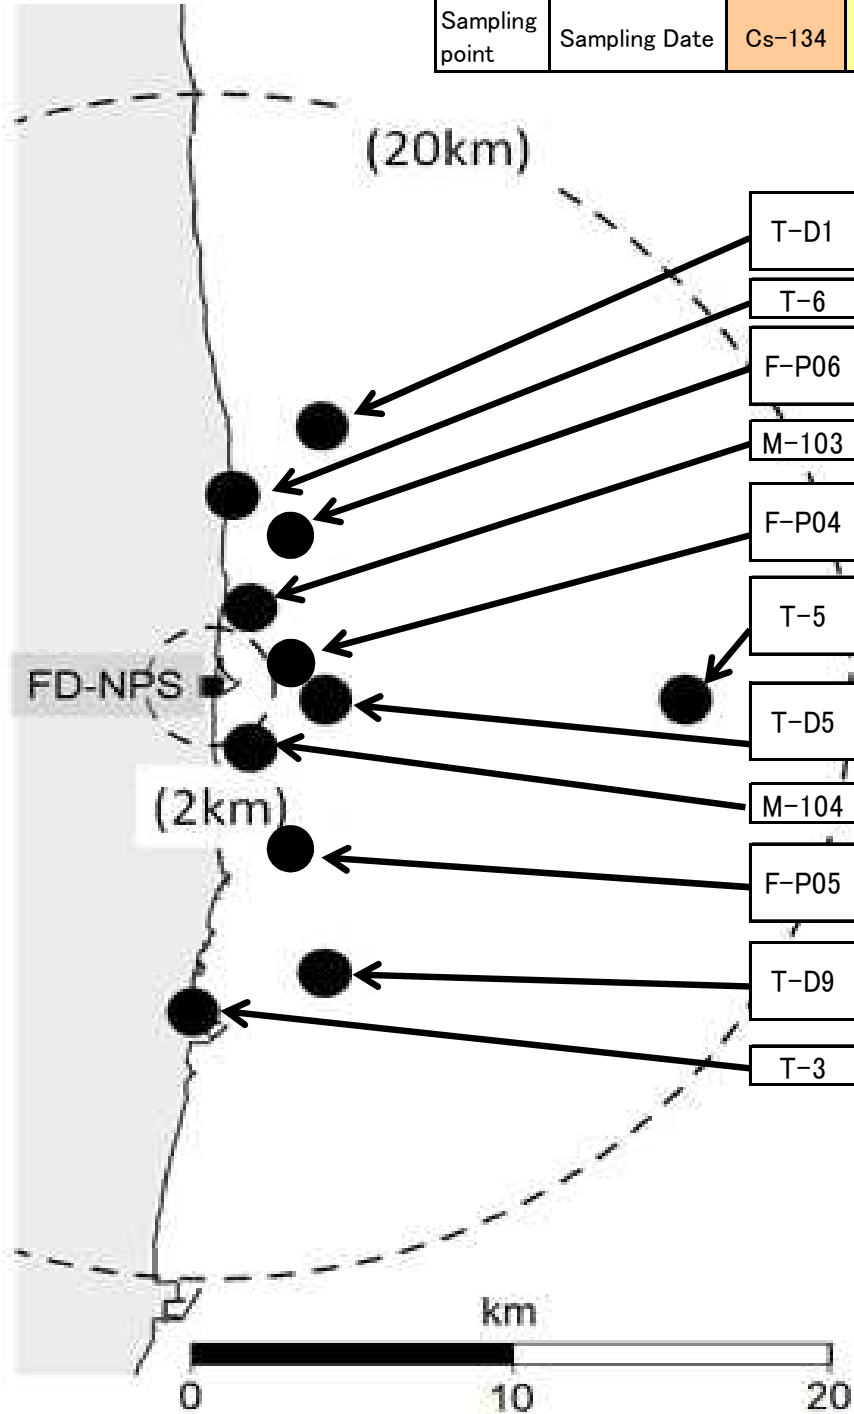 Sampling
point
Sampling Date
Cs-134
(20km)
T-D1
T-6
F-P06
M-103
F-P04
T-5
FD-NPS
T-D5
M-104
(2km)
F-P05
T-D9
T-3
km
0
10
20